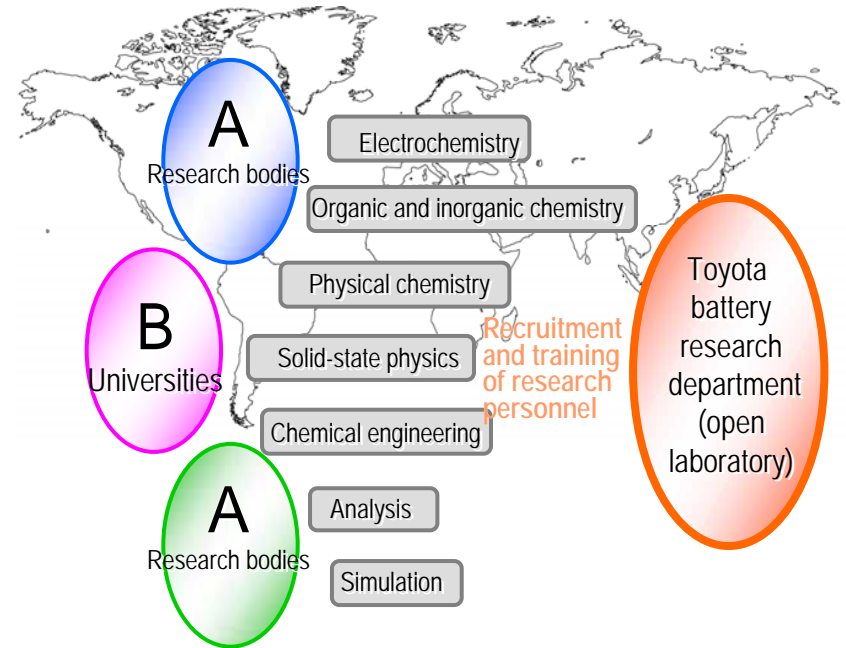 A
Research bodies
B
Universities
A
Research bodies
Electrochemistry
Organic and inorganic chemistry
Physical chemistry
Solid-state physics
Chemical engineering
Analysis
Simulation
Recruitment
and training
of research
personnel
Toyota
battery
research
department
(open
laboratory)